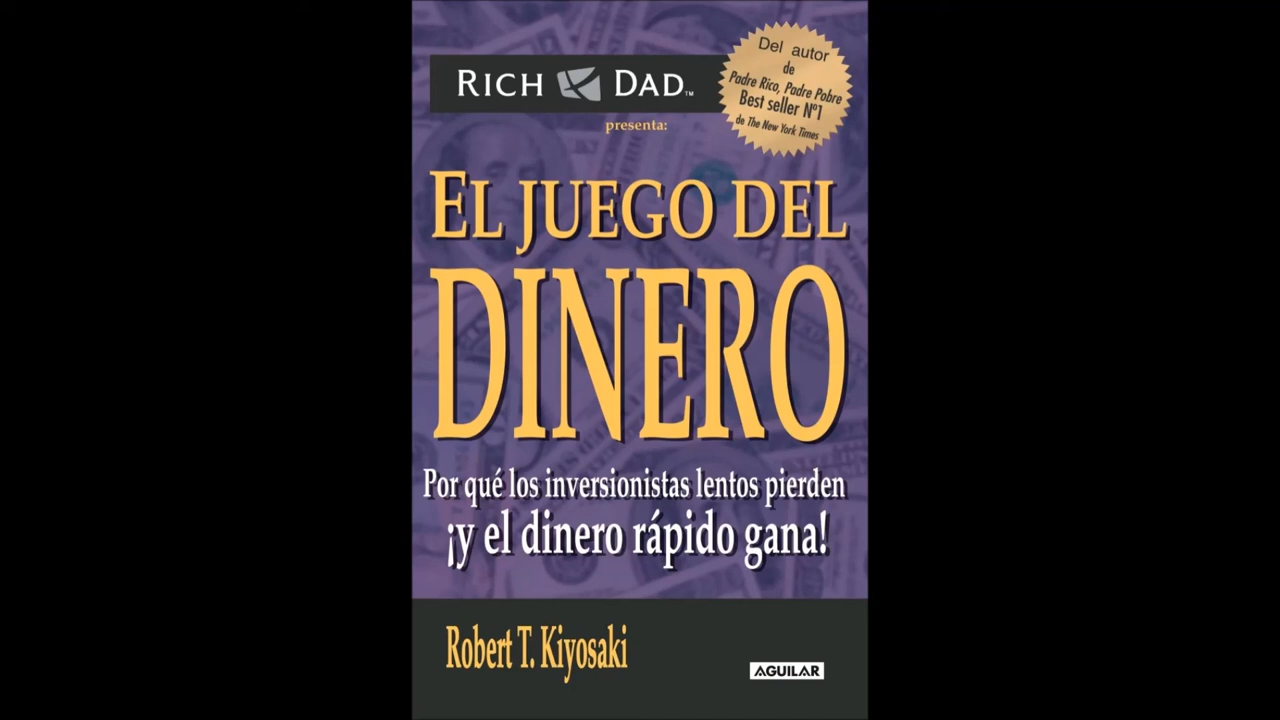 RICH DAD™
presenta:
Del autor
de
Padre Rico, Padre Pobre
Best seller Nº1
de The New York Times
EL JUEGO DEL
DINERO
Por qué los inversionistas lentos pierden
¡y el dinero rápido gana!
Robert T. Kiyosaki
AGUILAR